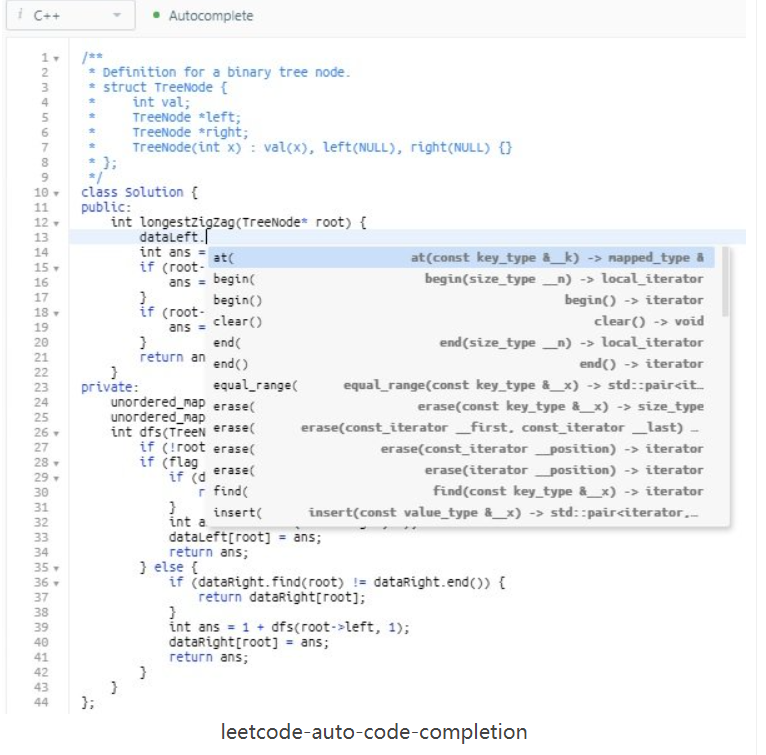 i C++ Autocomplete
1 /**
2 * Definition for a binary tree node.
3 * struct TreeNode {
4 *     int val;
5 *     TreeNode *left;
6 *     TreeNode *right;
7 *     TreeNode(int x) : val(x), left(NULL), right(NULL) {}
8 * };
9 */
10 class Solution {
11 public:
12     int longestZigZag(TreeNode* root) {
13         dataLeft.
14         int ans =
15         if (root-
16             ans =
17         }
18         if (root-
19             ans =
20         }
21         return an
22     }
23 private:
24     unordered_map
25     unordered_map
26     int dfs(TreeN
27         if (!root
28         if (flag
29             if (d
30                 r
31             }
32             int a
33             dataLeft[root] = ans;
34             return ans;
35         } else {
36             if (dataRight.find(root) != dataRight.end()) {
37                 return dataRight[root];
38             }
39             int ans = 1 + dfs(root->left, 1);
40             dataRight[root] = ans;
41             return ans;
42         }
43     }
44 };
at( at(const key_type &__k) -> mapped_type &
begin( begin(size_type __n) -> local_iterator
begin() begin() -> iterator
clear() clear() -> void
end( end(size_type __n) -> local_iterator
end() end() -> iterator
equal_range( equal_range(const key_type &__x) -> std::pair<it…
erase( erase(const key_type &__x) -> size_type
erase( erase(const_iterator __first, const_iterator __last) …
erase( erase(const_iterator __position) -> iterator
erase( erase(iterator __position) -> iterator
find( find(const key_type &__x) -> iterator
insert( insert(const value_type &__x) -> std::pair<iterator,…
leetcode-auto-code-completion